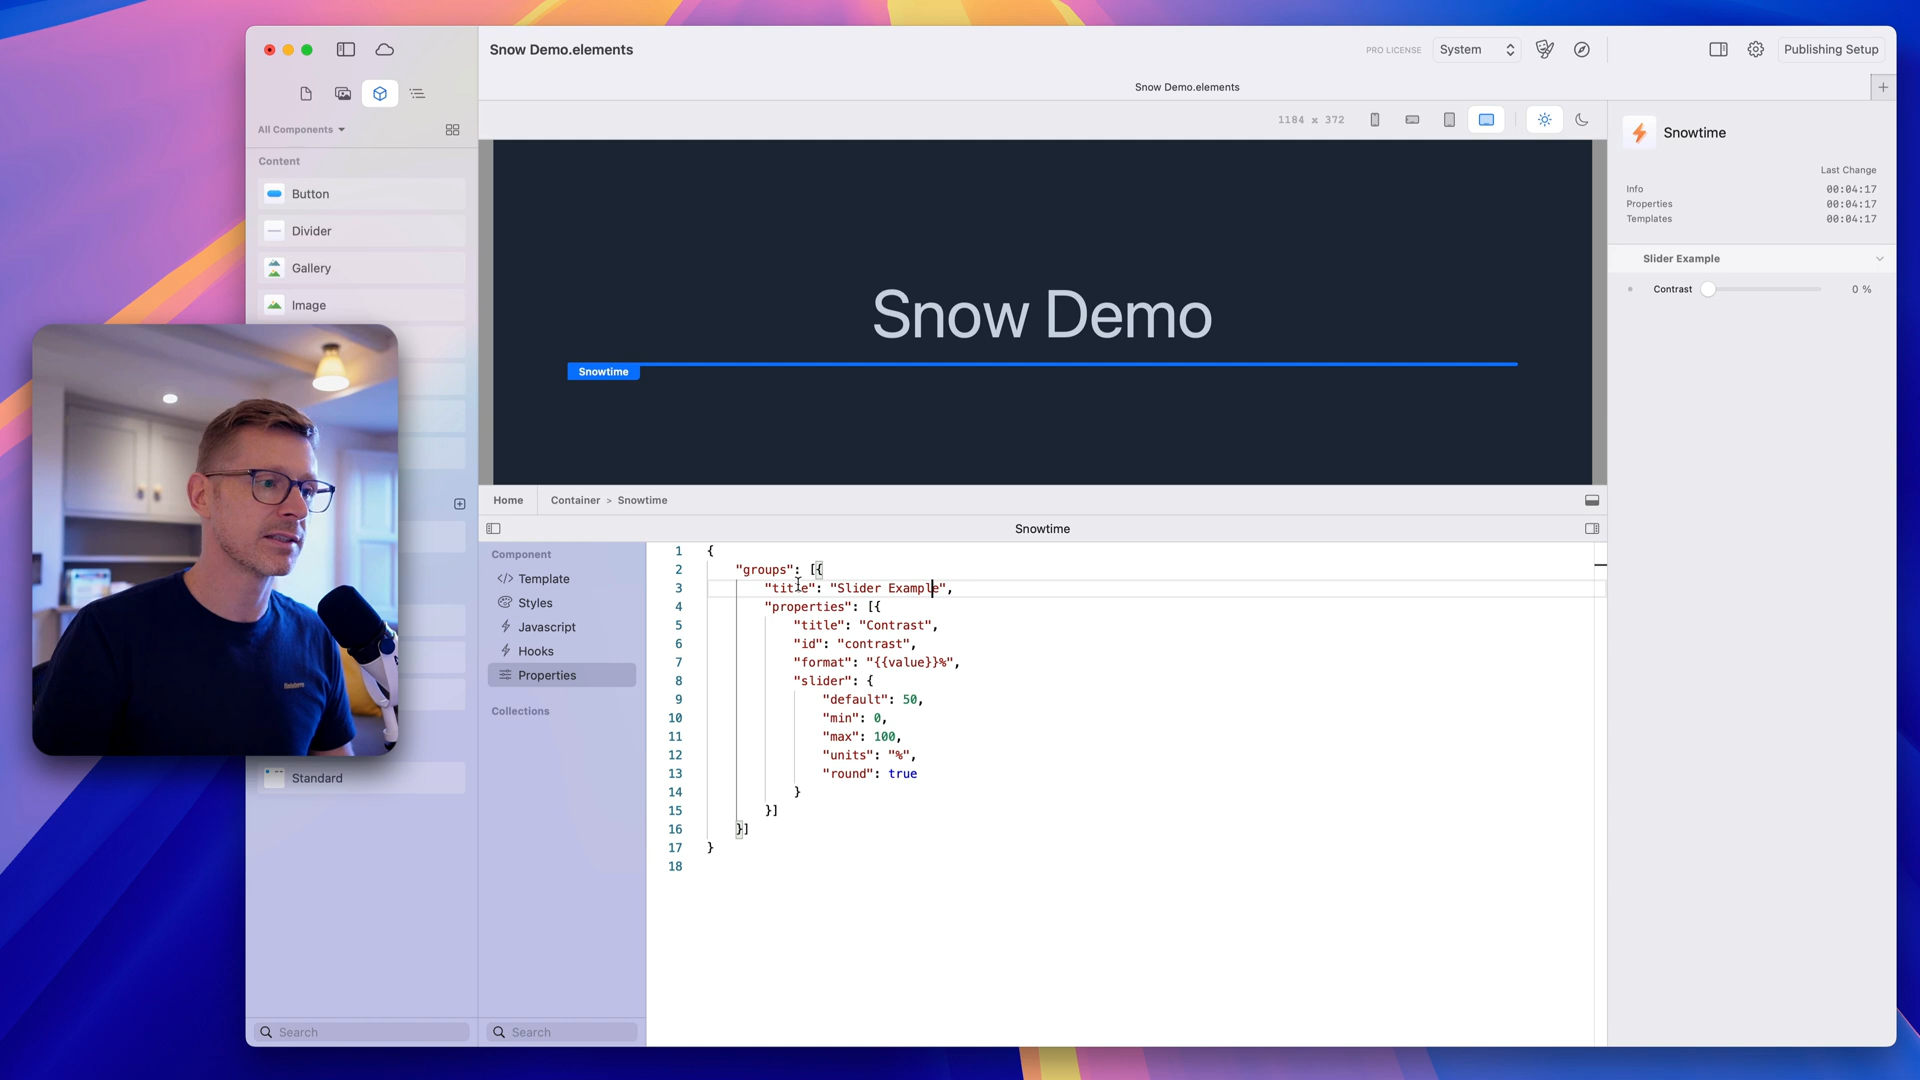 Snow Demo.elements
PRO LICENSE
System
Publishing Setup
Snow Demo.elements
All Components
1184 x 372
Content
Button
Divider
Gallery
Image
Standard
Search
Snow Demo
Snowtime
Home
Container > Snowtime
Snowtime
Component
Template
Styles
Javascript
Hooks
Properties
Collections
Search
1 {
2 "groups": [{
3 "title": "Slider Example",
4 "properties": [{
5 "title": "Contrast",
6 "id": "contrast",
7 "format": "{{value}}%",
8 "slider": {
9 "default": 50,
10 "min": 0,
11 "max": 100,
12 "units": "%",
13 "round": true
14 }
15 }]
16 }]
17 }
18
Snowtime
Last Change
Info 00:04:17
Properties 00:04:17
Templates 00:04:17
Slider Example
Contrast 0 %